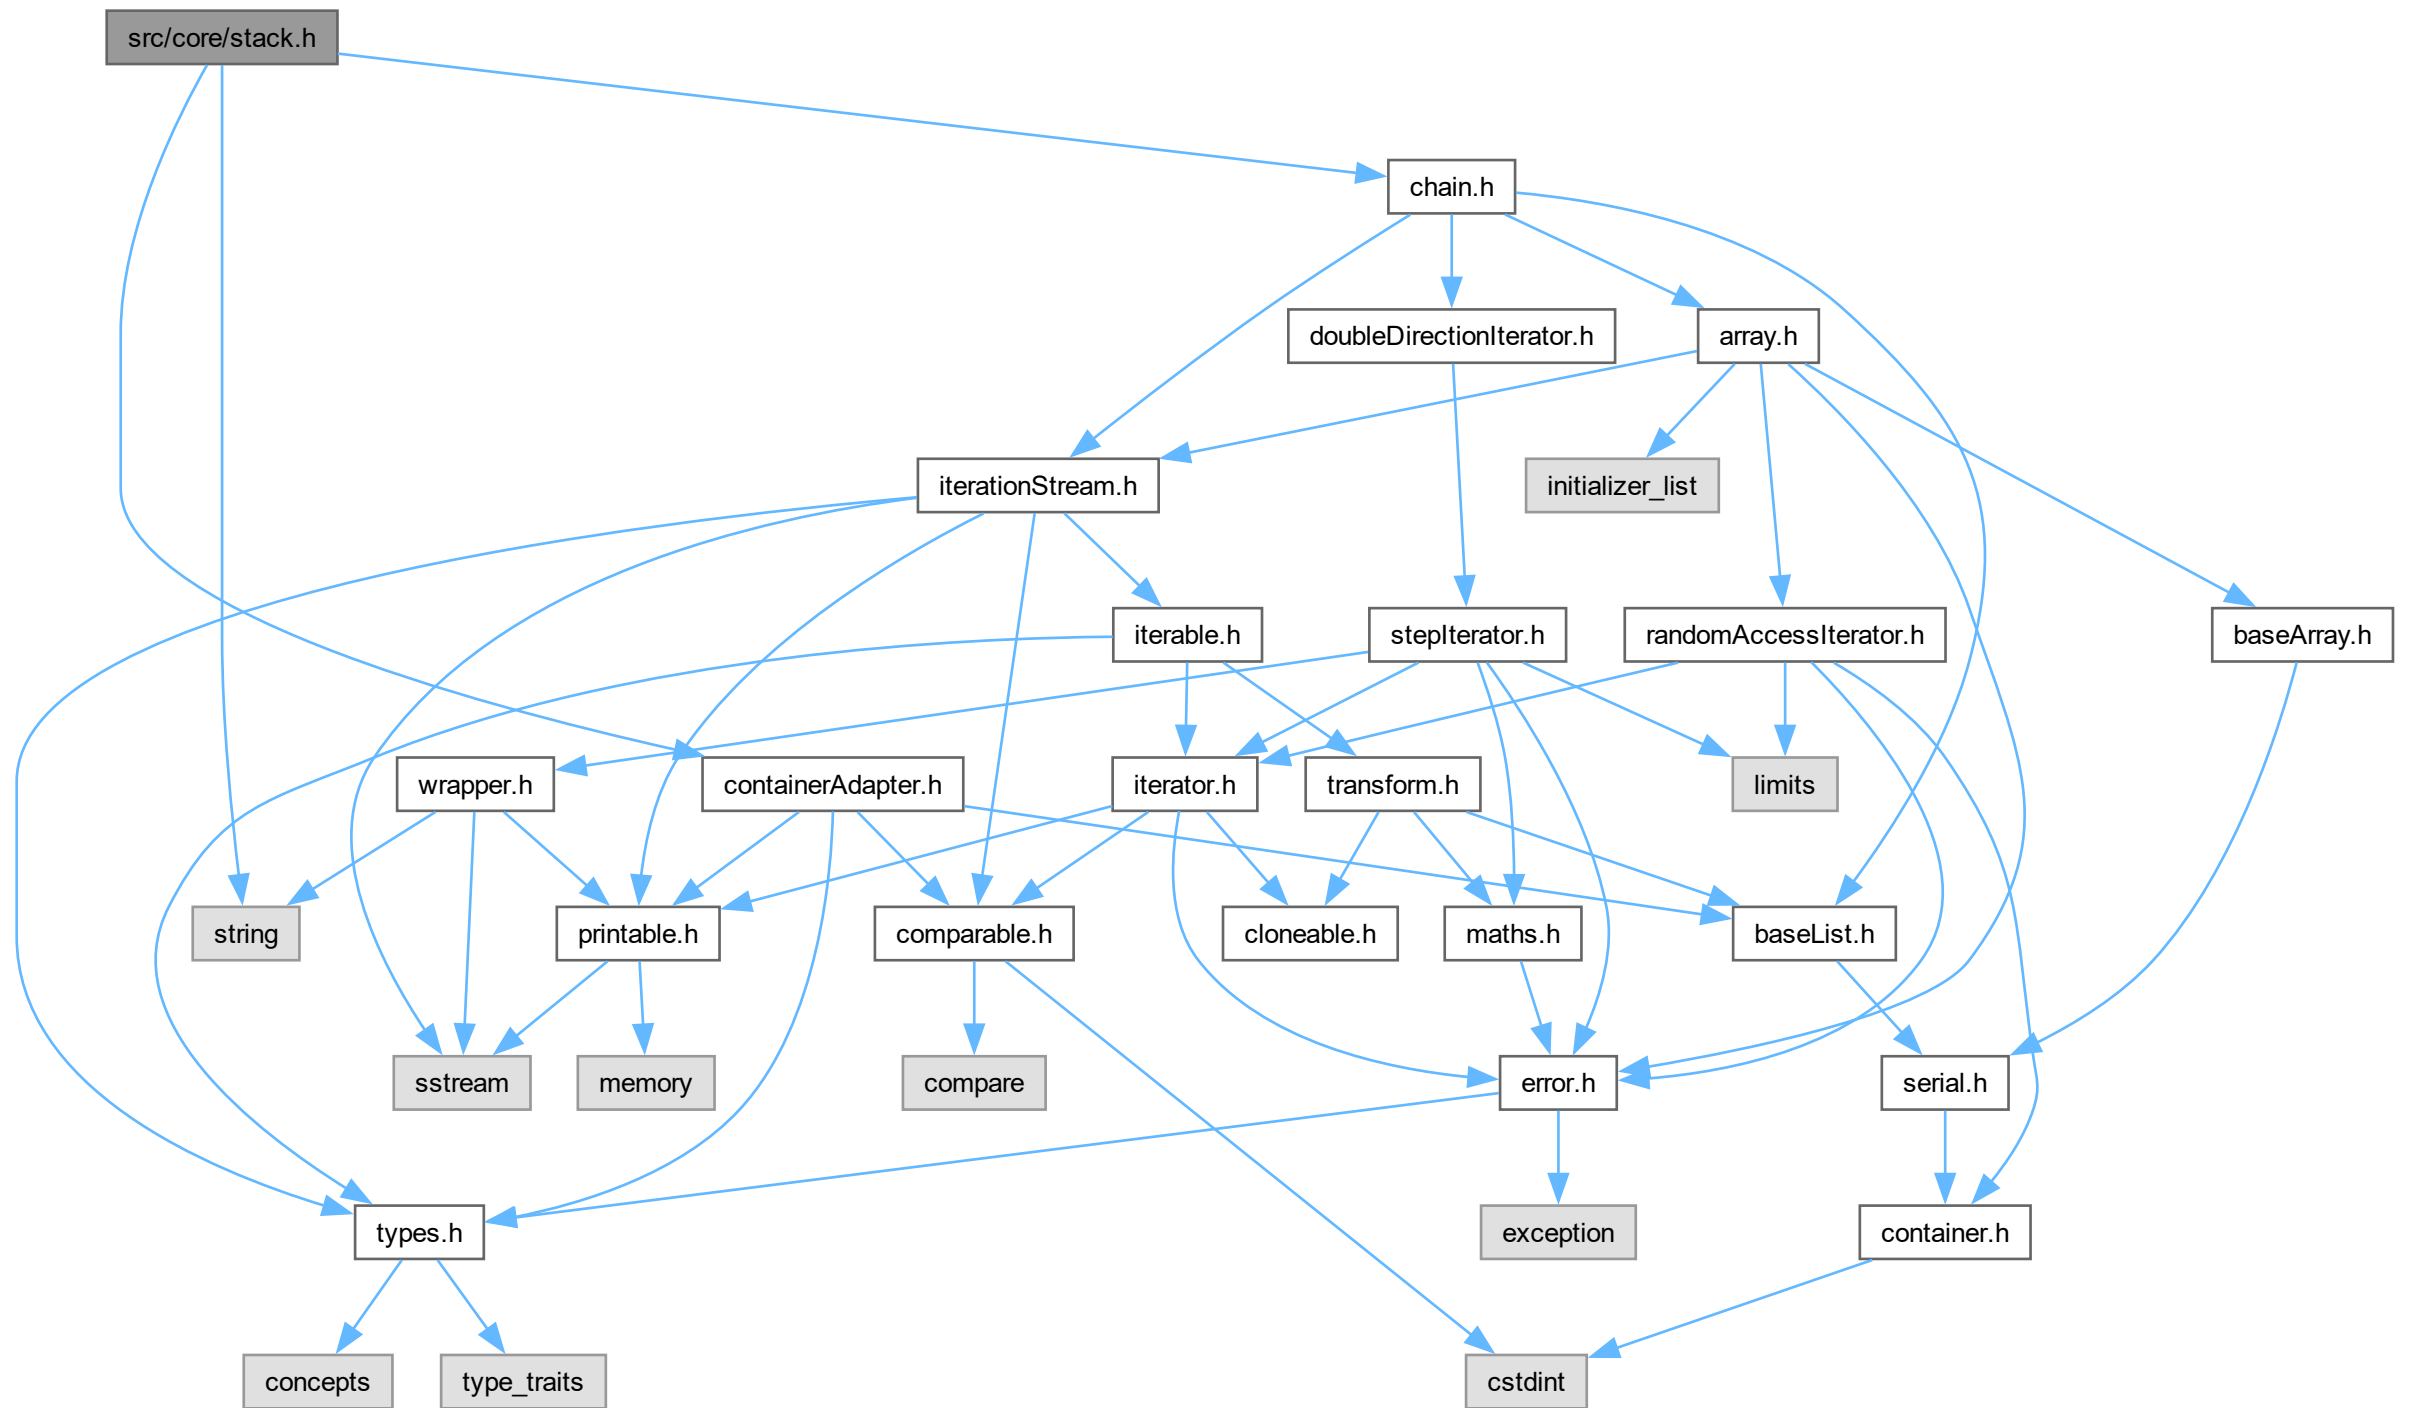 src/core/stack.h
chain.h
doubleDirectionIterator.h
array.h
iterationStream.h
initializer_list
iterable.h
stepIterator.h
randomAccessIterator.h
baseArray.h
wrapper.h
containerAdapter.h
iterator.h
transform.h
limits
string
printable.h
comparable.h
cloneable.h
maths.h
baseList.h
sstream
memory
compare
error.h
serial.h
types.h
exception
container.h
concepts
type_traits
cstdint